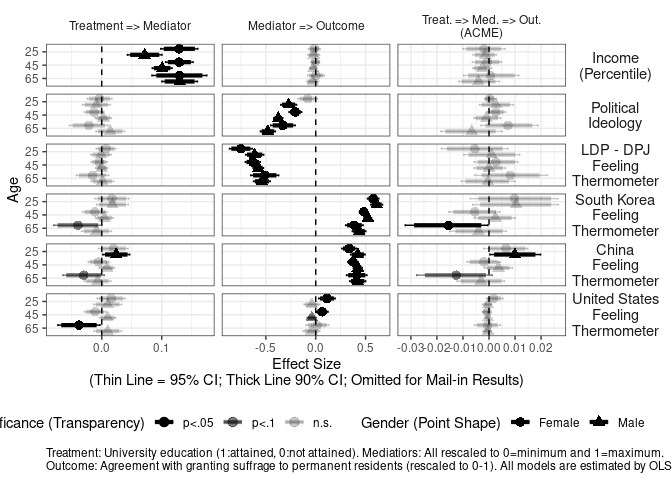 Treatment => Mediator
Mediator => Outcome
Treat. => Med. => Out.
(ACME)
Age
25
45
65
Income
(Percentile)
25
45
65
Political
Ideology
25
45
65
LDP - DPJ
Feeling
Thermometer
25
45
65
South Korea
Feeling
Thermometer
25
45
65
China
Feeling
Thermometer
25
45
65
United States
Feeling
Thermometer
0.0 0.1
-0.5 0.0 0.5
-0.03 -0.02 -0.01 0.00 0.01 0.02
Effect Size
(Thin Line = 95% CI; Thick Line 90% CI; Omitted for Mail-in Results)
ficance (Transparency) p<.05 p<.1 n.s. Gender (Point Shape) Female Male
Treatment: University education (1:attained, 0:not attained). Mediatiors: All rescaled to 0=minimum and 1=maximum.
Outcome: Agreement with granting suffrage to permanent residents (rescaled to 0-1). All models are estimated by OLS